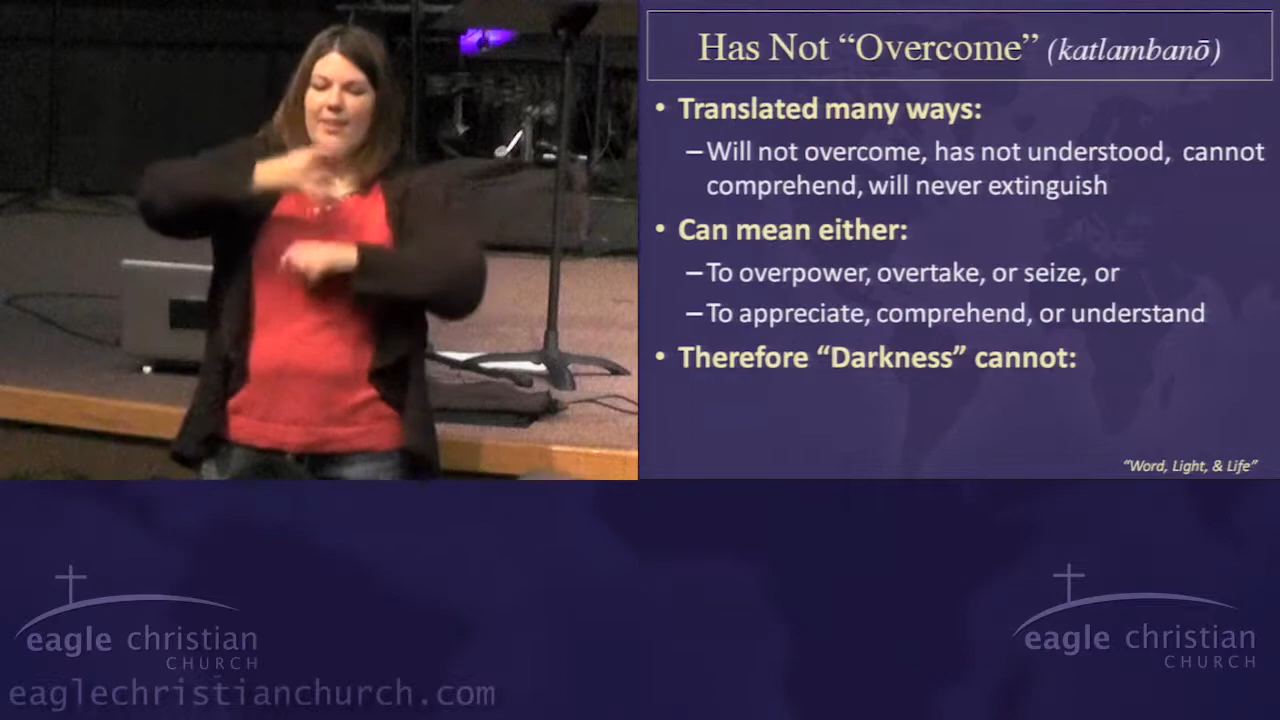 Has Not “Overcome” (katlambanō)
• Translated many ways:
–Will not overcome, has not understood, cannot
comprehend, will never extinguish
• Can mean either:
–To overpower, overtake, or seize, or
–To appreciate, comprehend, or understand
• Therefore “Darkness” cannot:
“Word, Light, & Life”
eagle christian
CHURCH
eaglechristianchurch.com
eagle christian
CHURCH